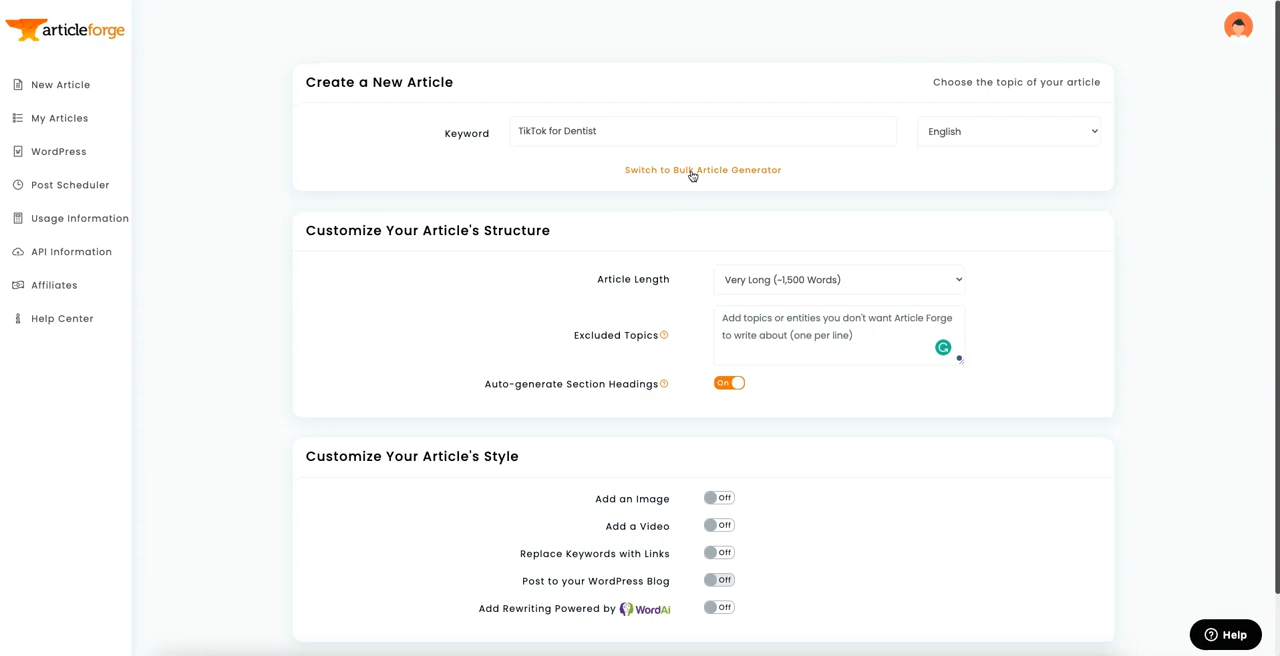 articleforge
New Article
My Articles
WordPress
Post Scheduler
Usage Information
API Information
Affiliates
Help Center
Create a New Article
Choose the topic of your article
Keyword
TikTok for Dentist
English
Switch to Bulk Article Generator
Customize Your Article's Structure
Article Length
Very Long (~1,500 Words)
Excluded Topics
Add topics or entities you don't want Article Forge
to write about (one per line)
Auto-generate Section Headings
On
Customize Your Article's Style
Add an Image
Off
Add a Video
Off
Replace Keywords with Links
Off
Post to your WordPress Blog
Off
Add Rewriting Powered by WordAi
Off
Help